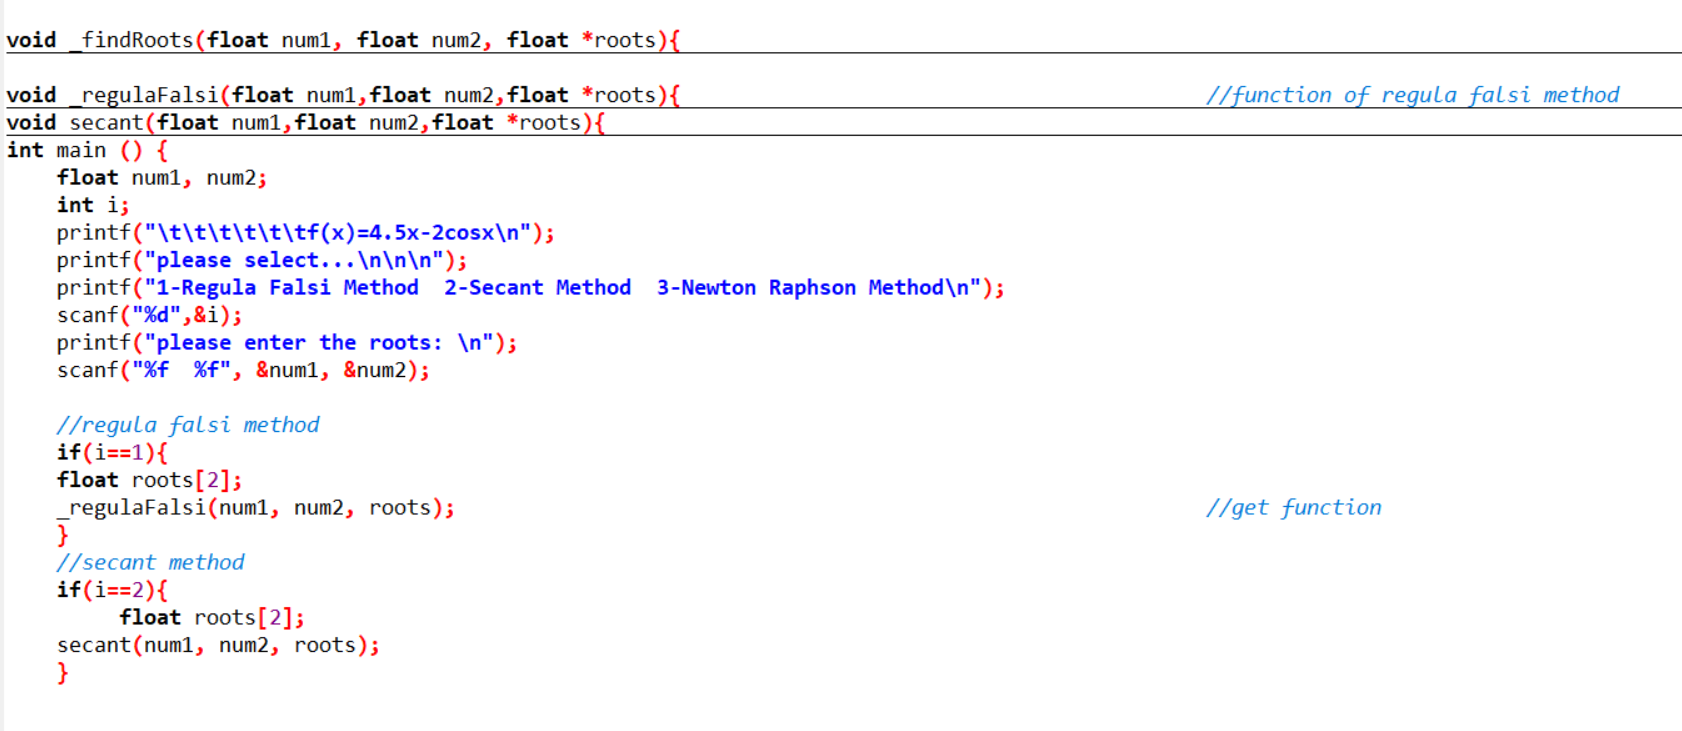 void _findRoots(float num1, float num2, float *roots){
void _regulaFalsi(float num1,float num2,float *roots){ //function of regula falsi method
void secant(float num1,float num2,float *roots){
int main () {
float num1, num2;
int i;
printf("\t\t\t\t\t\tf(x)=4.5x-2cosx\n");
printf("please select...\n\n\n");
printf("1-Regula Falsi Method  2-Secant Method  3-Newton Raphson Method\n");
scanf("%d",&i);
printf("please enter the roots: \n");
scanf("%f  %f", &num1, &num2);
//regula falsi method
if(i==1){
float roots[2];
_regulaFalsi(num1, num2, roots); //get function
}
//secant method
if(i==2){
float roots[2];
secant(num1, num2, roots);
}